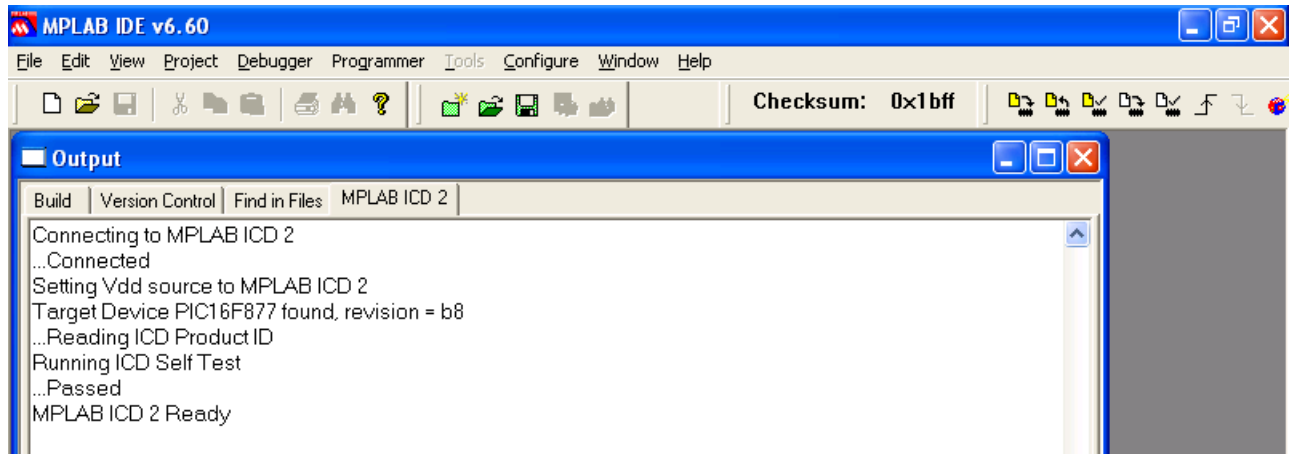 MPLAB IDE v6.60
File Edit View Project Debugger Programmer Tools Configure Window Help
Checksum: 0x1bff
Output
Build Version Control Find in Files MPLAB ICD 2
Connecting to MPLAB ICD 2
...Connected
Setting Vdd source to MPLAB ICD 2
Target Device PIC16F877 found, revision = b8
...Reading ICD Product ID
Running ICD Self Test
...Passed
MPLAB ICD 2 Ready